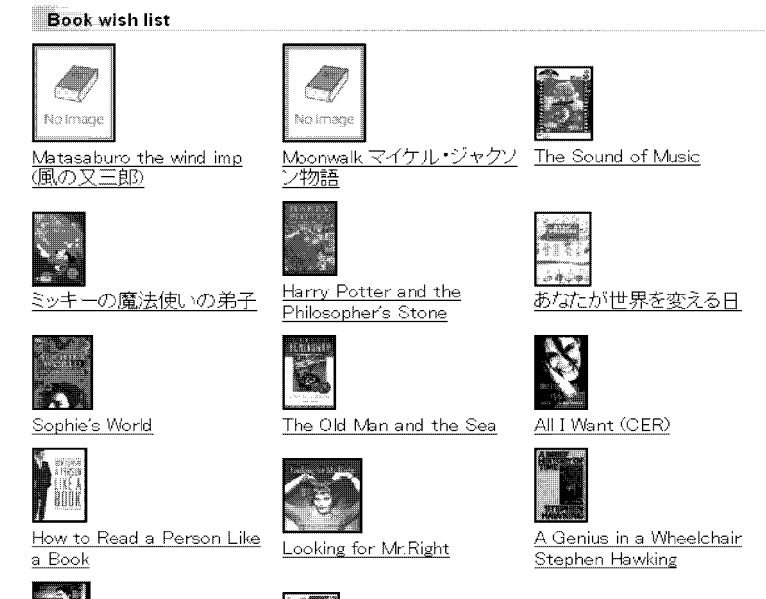 Book wish list
No Image
No Image
Matasaburo the wind imp
(風の又三郎)
Moonwalk マイケル・ジャクソ
ン物語
The Sound of Music
ミッキーの魔法使いの弟子
Harry Potter and the
Philosopher's Stone
あなたが世界を変える日
Sophie's World
The Old Man and the Sea
All I Want (CER)
LIKE A
BOOK
How to Read a Person Like
a Book
Looking for Mr.Right
A Genius in a Wheelchair
Stephen Hawking